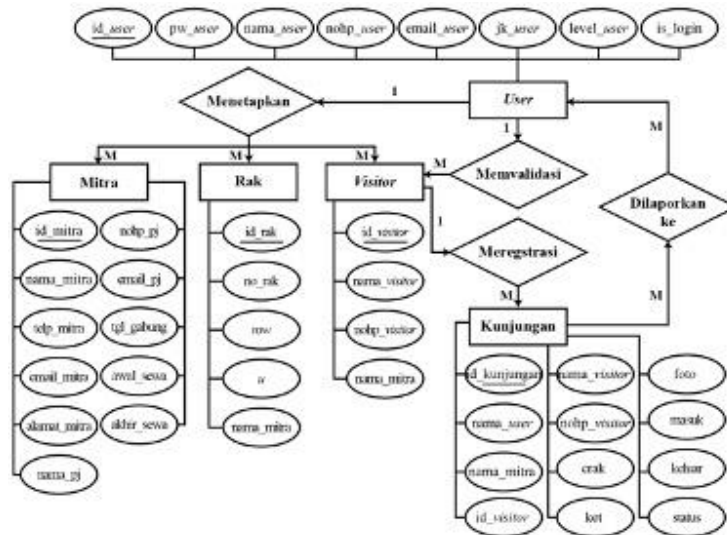 id_user pw_user nama_user nohp_user email_user jk_user level_user is_login
Menetapkan
1
User
1
M
M
M
M
M
Mitra
Rak
Visitor
Memvalidasi
Dilaporkan
ke
id_mitra
nohp_pj
nama_mitra
email_pj
telp_mitra
tgl_gabung
email_mitra
awal_sewa
alamat_mitra
akhir_sewa
nama_pj
id_rak
no_rak
row
u
nama_mitra
id_visitor
nama_visitor
nohp_visitor
nama_mitra
1
Meregstrasi
M
M
Kunjungan
id_kunjungan
nama_visitor
foto
nama_user
nohp_visitor
masuk
nama_mitra
crak
keluar
id_visitor
ket
status